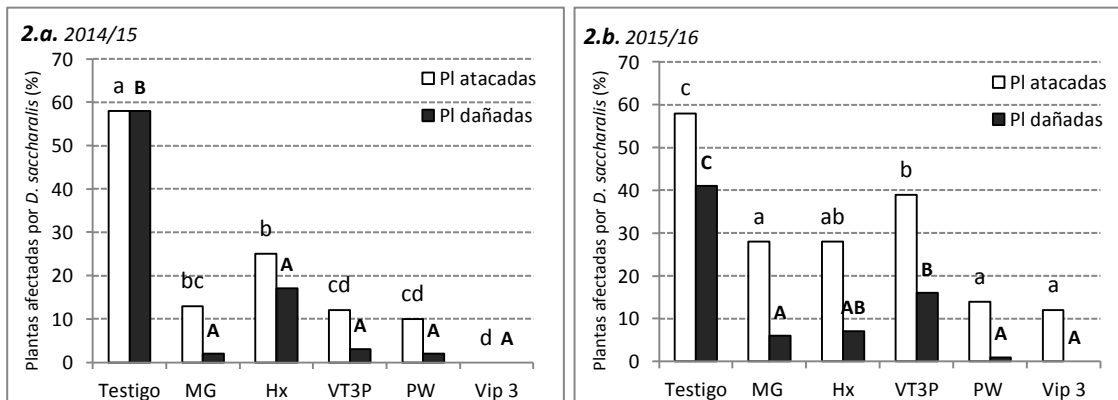 2.a. 2014/15
Plantas afectadas por D. saccharalis (%)
70
60
50
40
30
20
10
0
Pl atacadas
Pl dañadas
a B
bc A
b A
cd A
cd A
d A
Testigo MG Hx VT3P PW Vip 3
2.b. 2015/16
Plantas afectadas por D. saccharalis (%)
70
60
50
40
30
20
10
0
Pl atacadas
Pl dañadas
c C
a A
ab AB
b B
a A
a A
Testigo MG Hx VT3P PW Vip 3